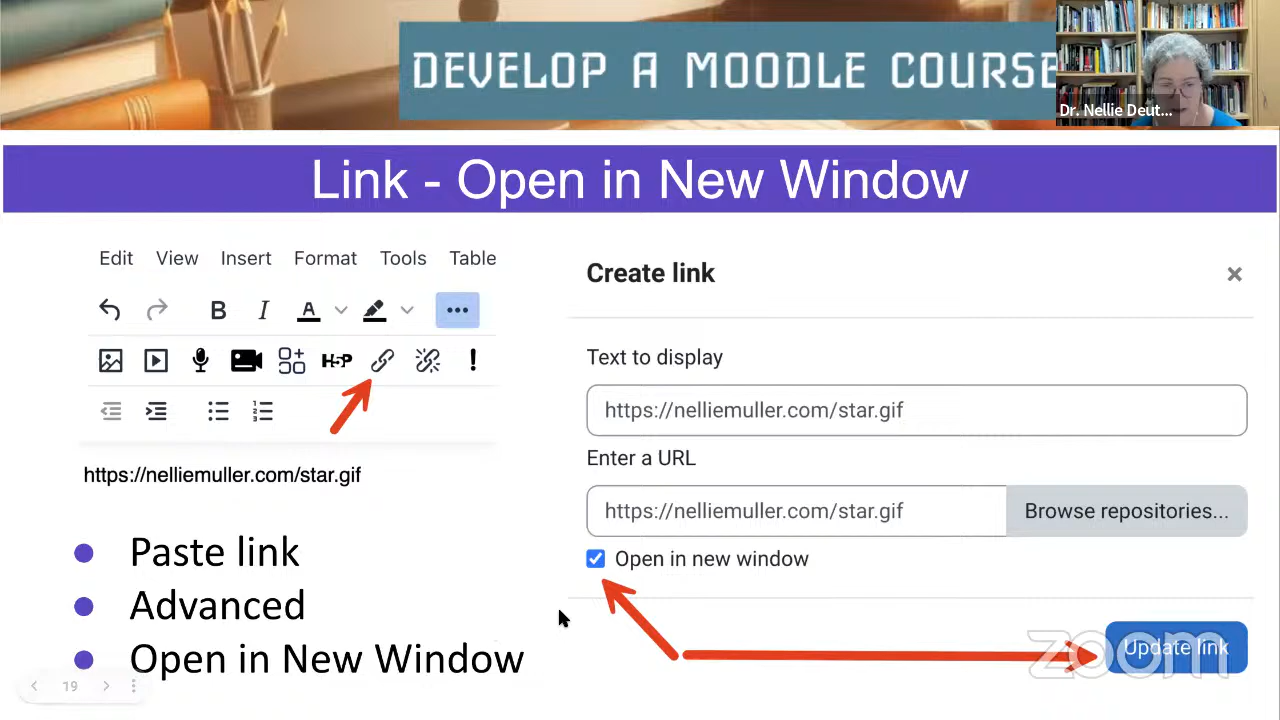 DEVELOP A MOODLE COURSE
Dr. Nellie Deut...
Link - Open in New Window
Edit View Insert Format Tools Table
B I A
H5P
https://nelliemuller.com/star.gif
Paste link
Advanced
Open in New Window
19
Create link
Text to display
https://nelliemuller.com/star.gif
Enter a URL
https://nelliemuller.com/star.gif Browse repositories...
Open in new window
Update link
zoom